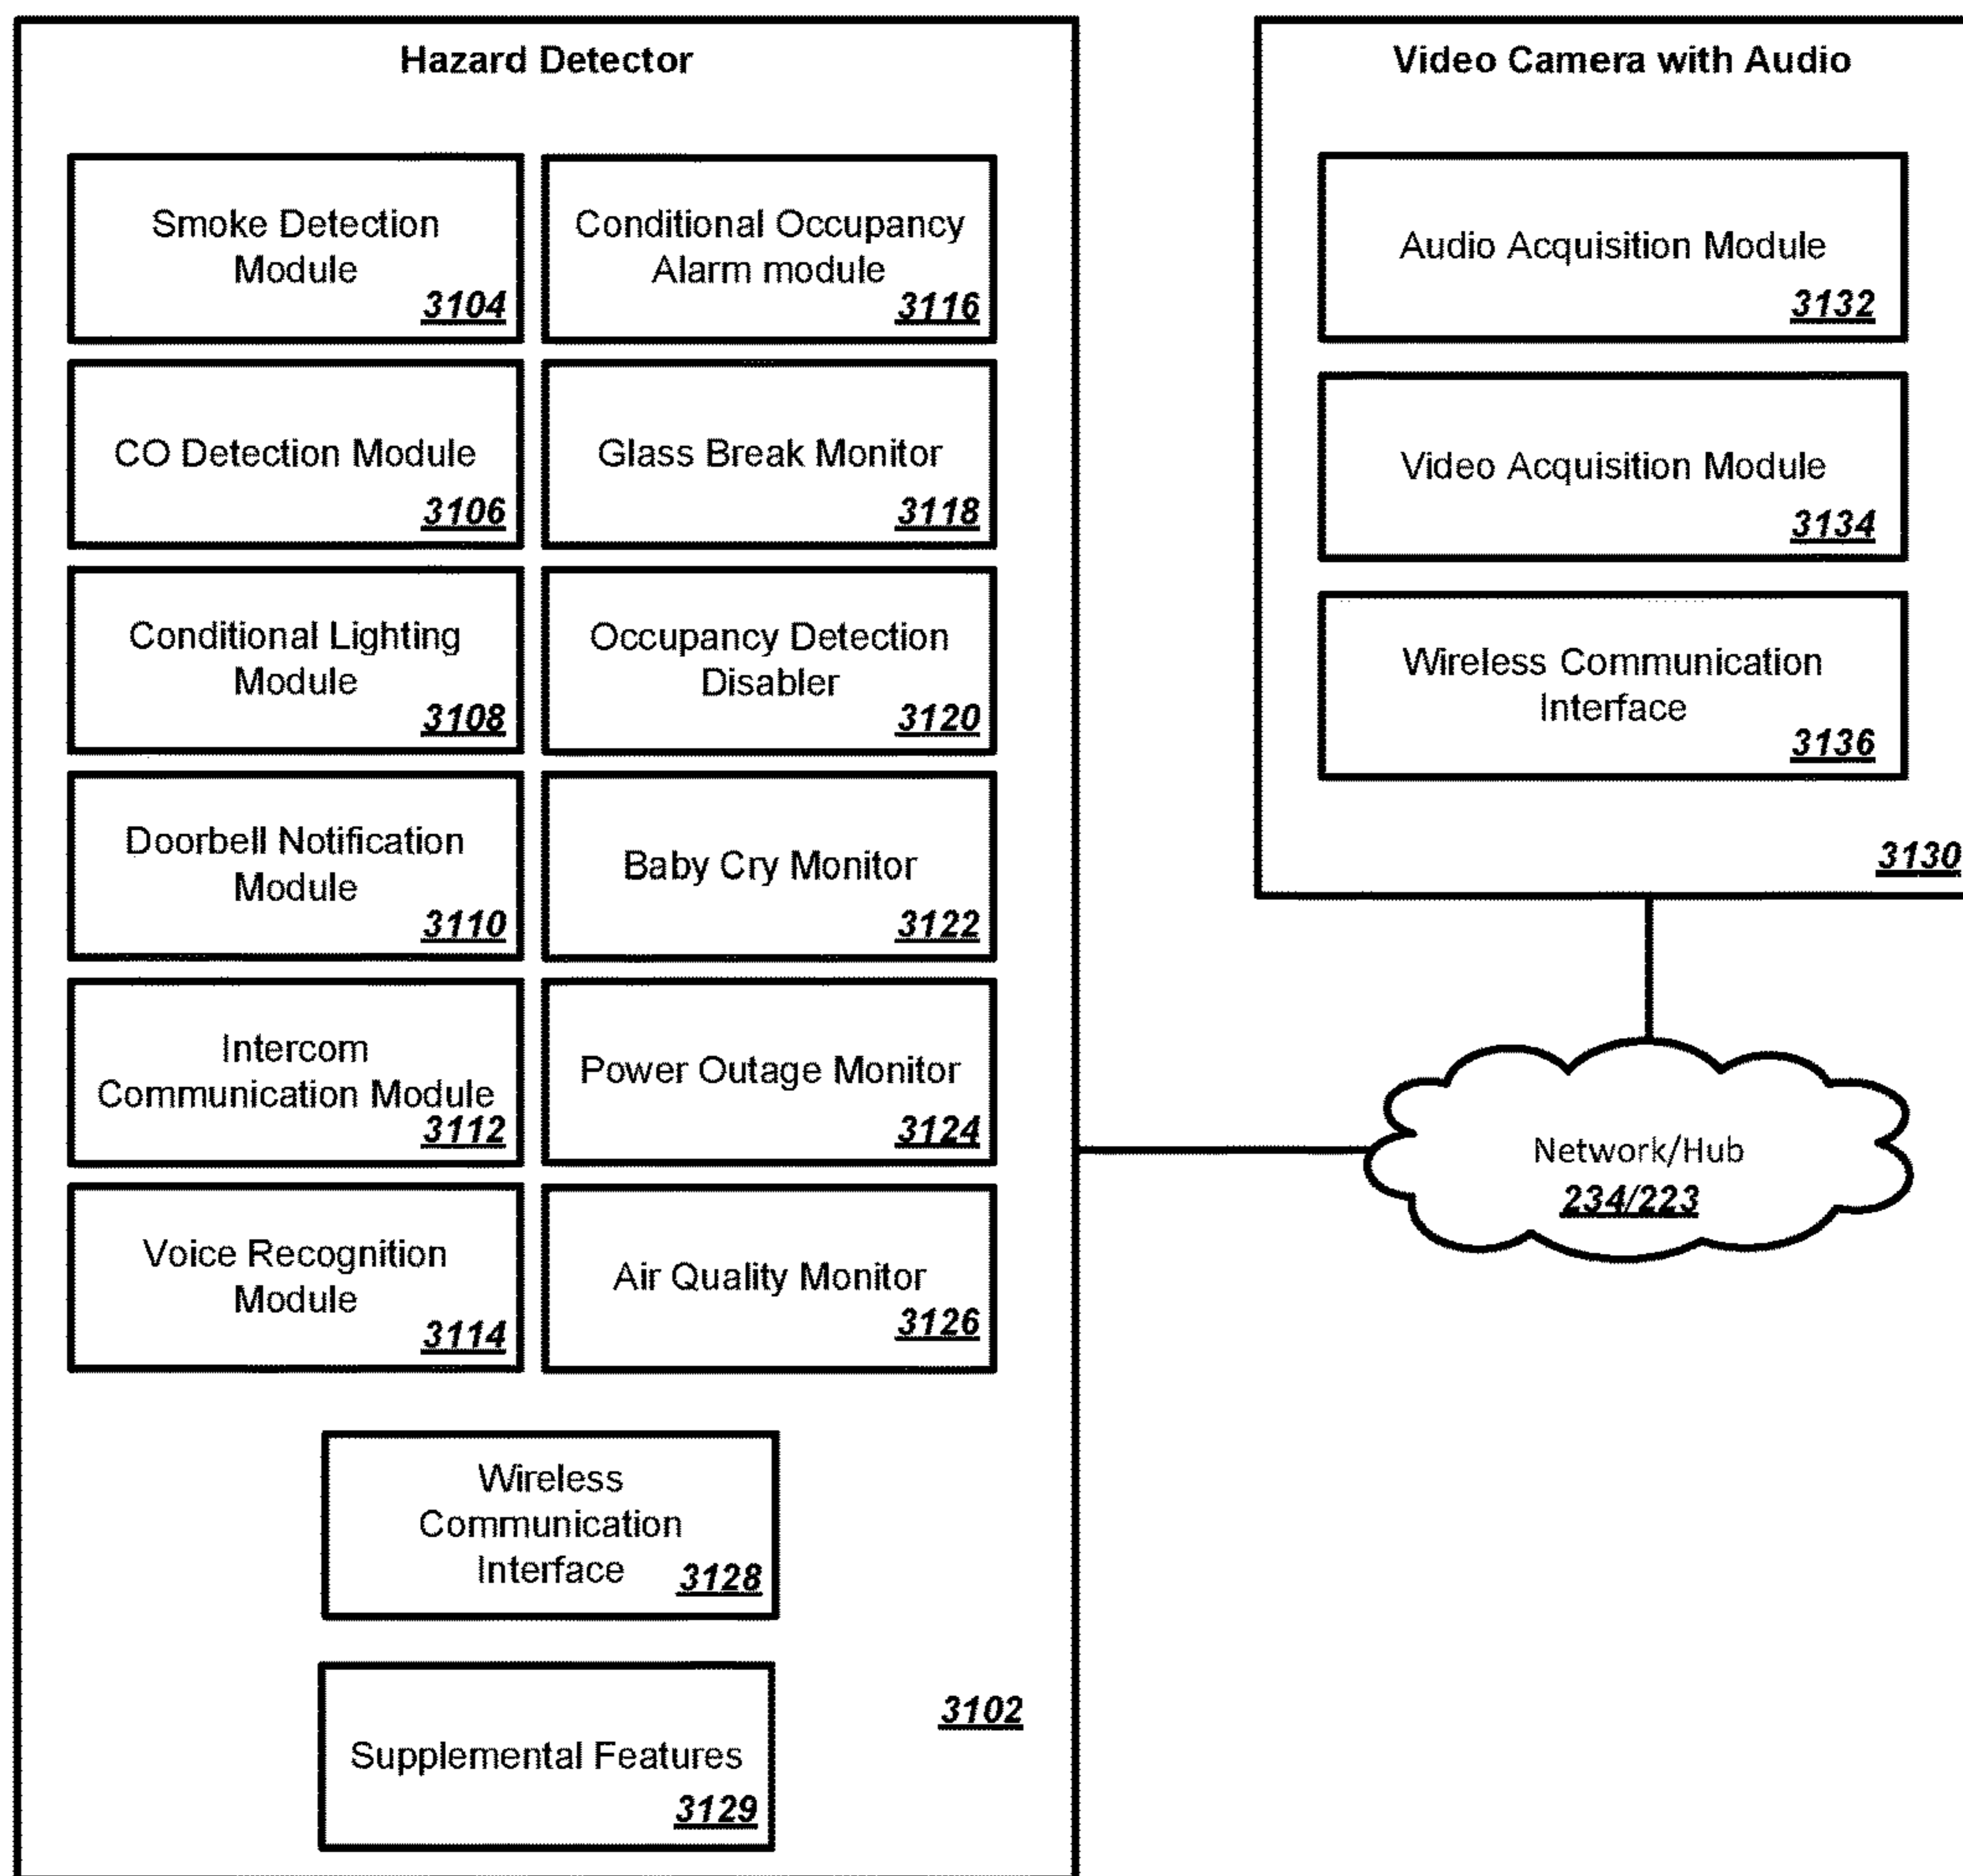 Hazard Detector
Smoke Detection
Module
3104
Conditional Occupancy
Alarm module
3116
CO Detection Module
3106
Glass Break Monitor
3118
Conditional Lighting
Module
3108
Occupancy Detection
Disabler
3120
Doorbell Notification
Module
3110
Baby Cry Monitor
3122
Intercom
Communication Module
3112
Power Outage Monitor
3124
Voice Recognition
Module
3114
Air Quality Monitor
3126
Wireless
Communication
Interface
3128
Supplemental Features
3129
3102
Video Camera with Audio
Audio Acquisition Module
3132
Video Acquisition Module
3134
Wireless Communication
Interface
3136
3130
Network/Hub
234/223